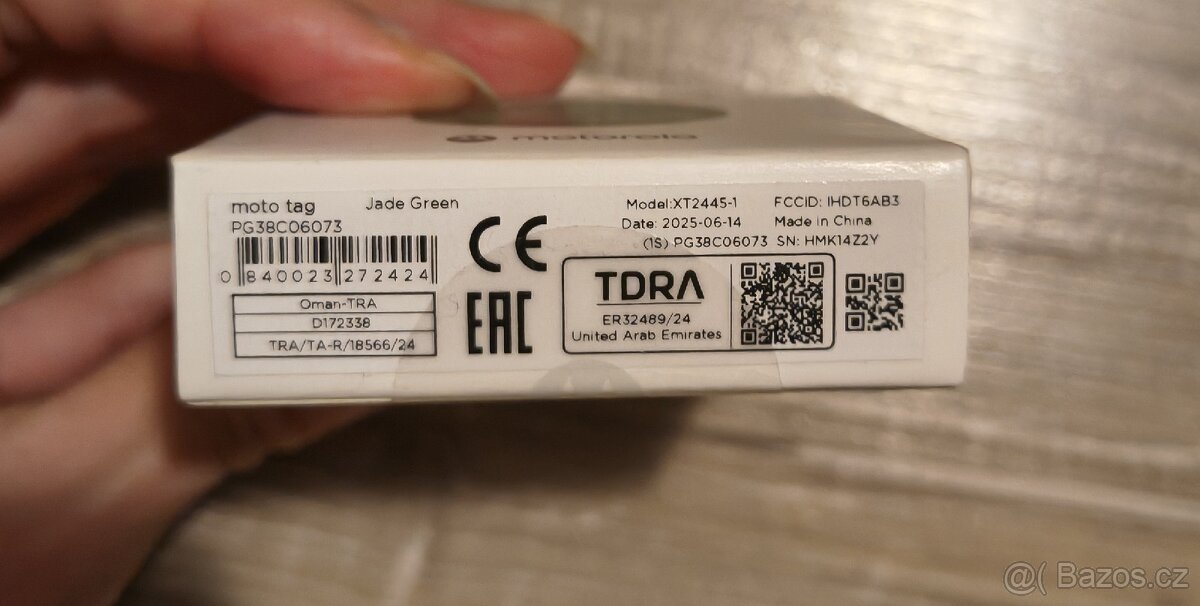 motorola
moto tag Jade Green
PG38C06073
0 840023 272424
Oman-TRA
D172338
TRA/TA-R/18566/24
CE
EAC
Model:XT2445-1 FCCID: IHDT6AB3
Date: 2025-06-14 Made in China
(1S) PG38C06073 SN: HMK14Z2Y
TDRA
ER32489/24
United Arab Emirates
@( Bazos.cz